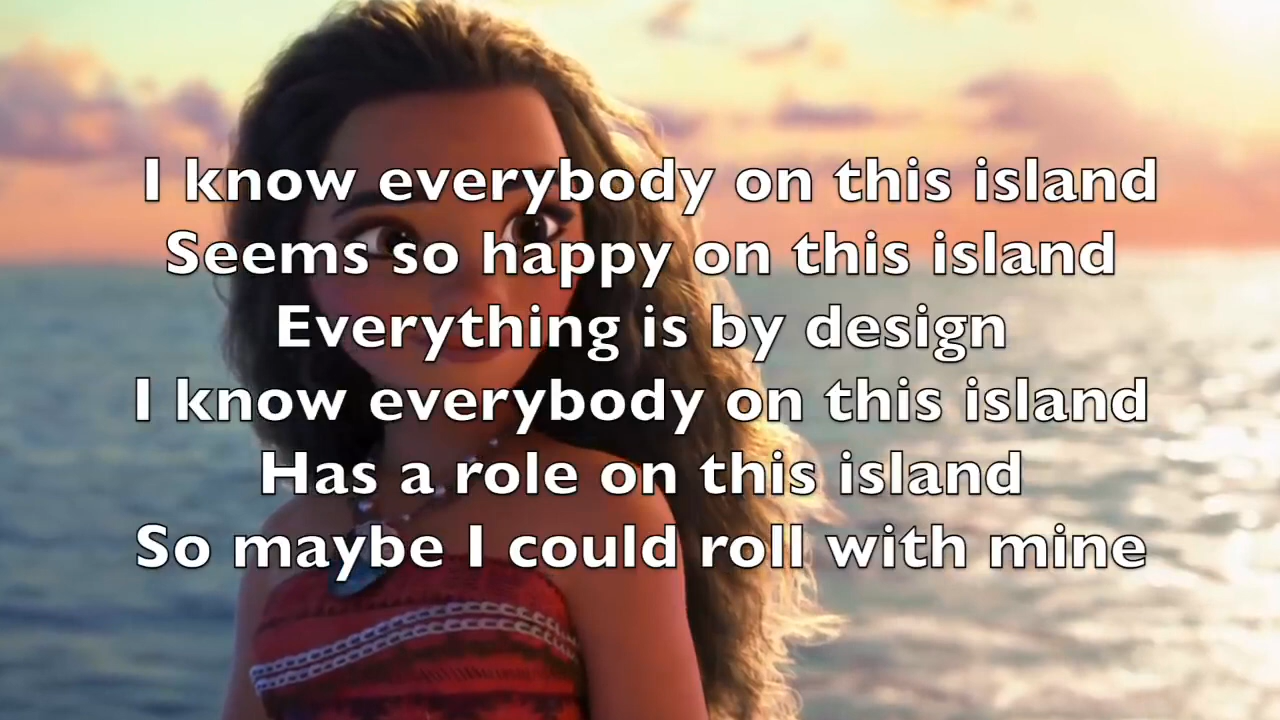 I know everybody on this island
Seems so happy on this island
Everything is by design
I know everybody on this island
Has a role on this island
So maybe I could roll with mine